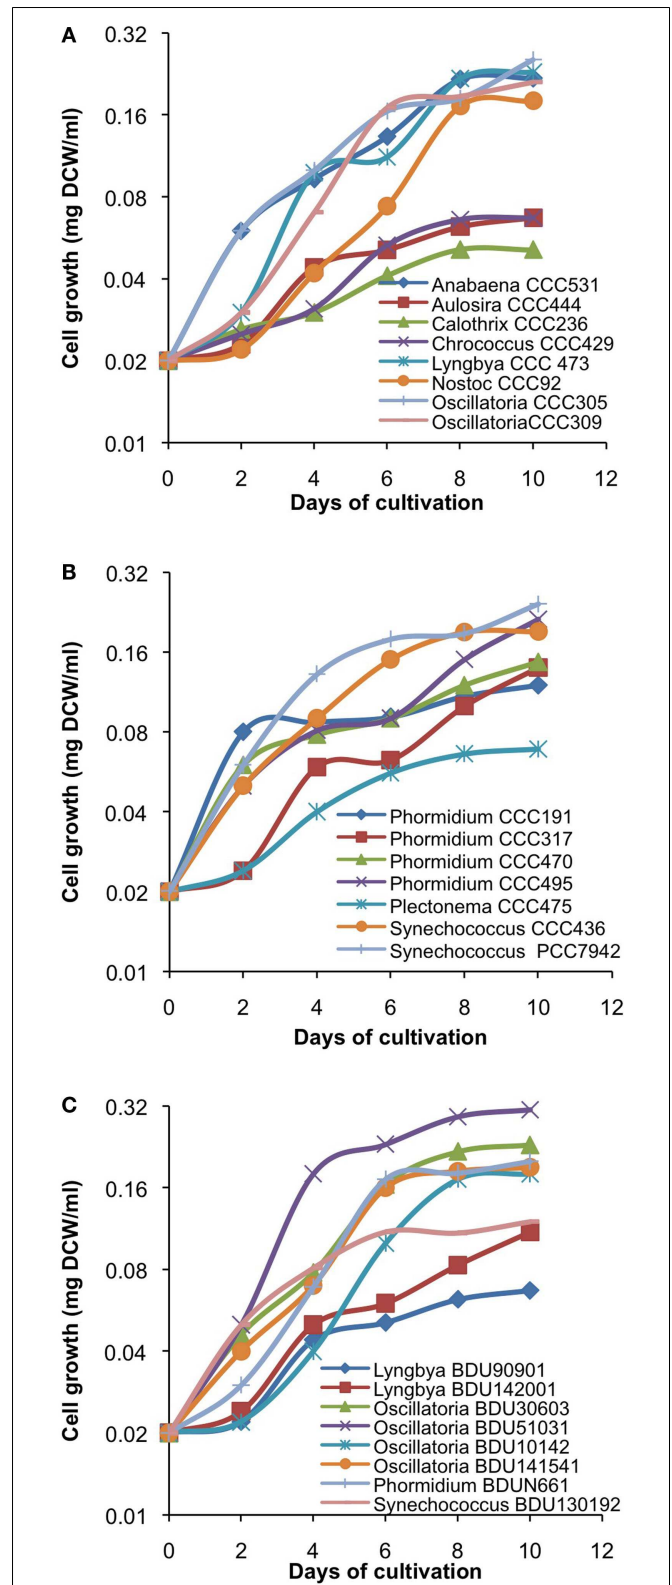 A
0.32
0.16
0.08
0.04
0.02
0.01
Cell growth (mg DCW/ml)
Anabaena CCC531
Aulosira CCC444
Calothrix CCC236
Chrococcus CCC429
Lyngbya CCC 473
Nostoc CCC92
Oscillatoria CCC305
OscillatoriaCCC309
0 2 4 6 8 10 12
Days of cultivation
B
0.32
0.16
0.08
0.04
0.02
0.01
Cell growth (mg DCW/ml)
Phormidium CCC191
Phormidium CCC317
Phormidium CCC470
Phormidium CCC495
Plectonema CCC475
Synechococcus CCC436
Synechococcus PCC7942
0 2 4 6 8 10 12
Days of cultivation
C
0.32
0.16
0.08
0.04
0.02
0.01
Cell growth (mg DCW/ml)
Lyngbya BDU90901
Lyngbya BDU142001
Oscillatoria BDU30603
Oscillatoria BDU51031
Oscillatoria BDU10142
Oscillatoria BDU141541
Phormidium BDUN661
Synechococcus BDU130192
0 2 4 6 8 10 12
Days of cultivation